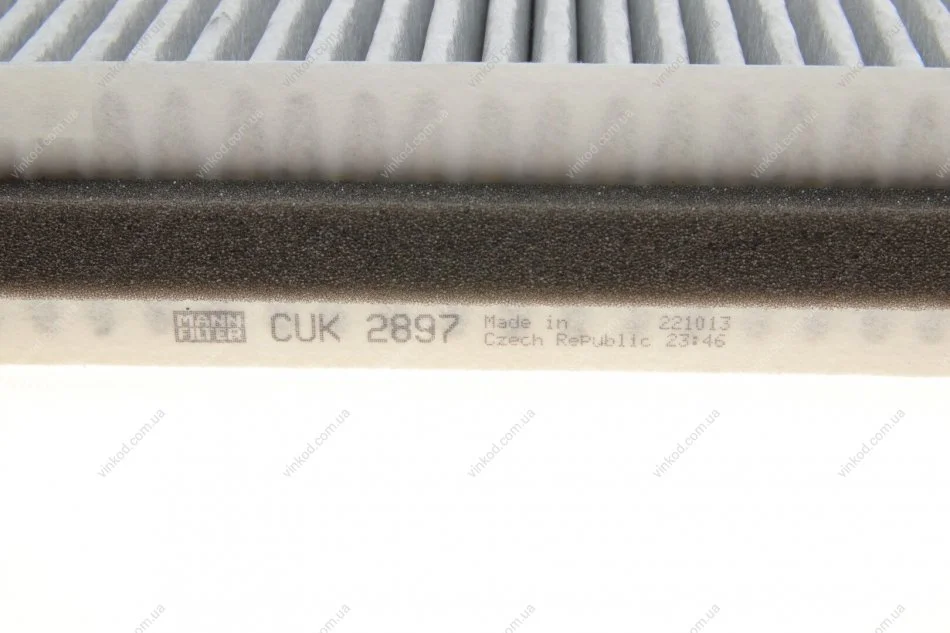 MANN
FILTER
CUK 2897
Made in 221013
Czech RePublic 23:46
vinkod.com.ua